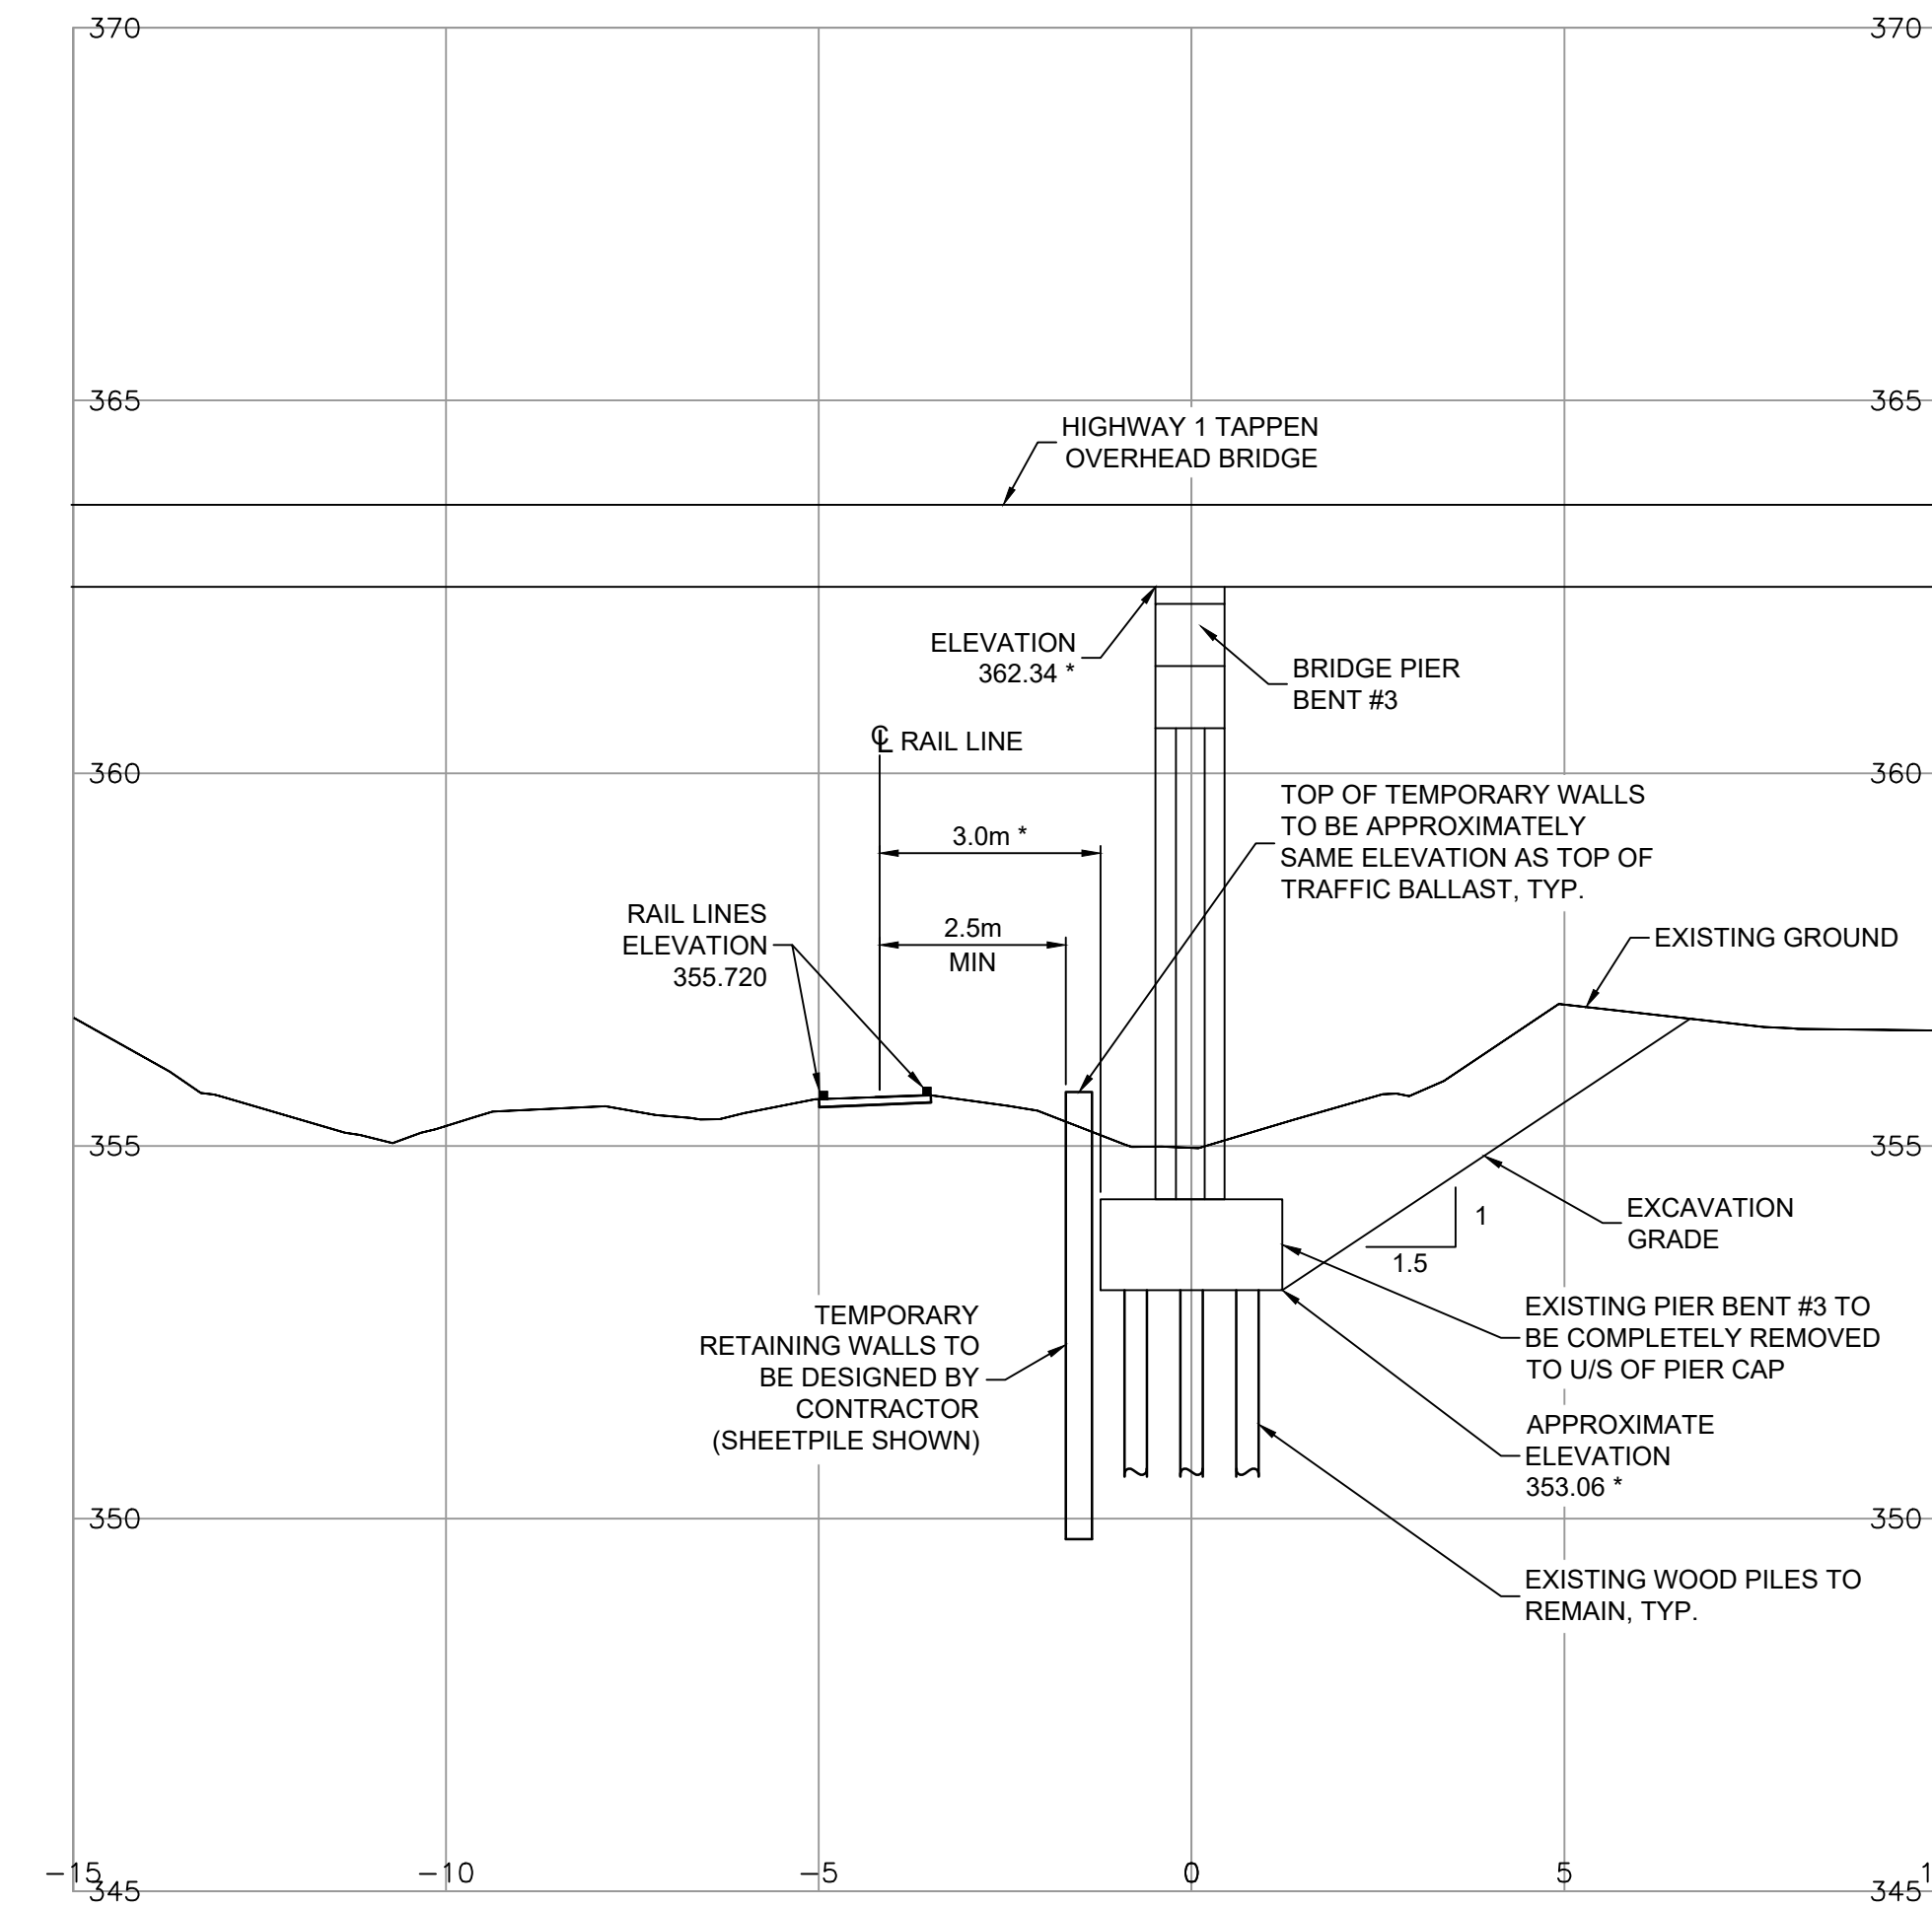 370
370
365
365
HIGHWAY 1 TAPPEN
OVERHEAD BRIDGE
ELEVATION
362.34 *
BRIDGE PIER
BENT #3
℄ RAIL LINE
360
360
TOP OF TEMPORARY WALLS
TO BE APPROXIMATELY
SAME ELEVATION AS TOP OF
TRAFFIC BALLAST, TYP.
3.0m *
RAIL LINES
ELEVATION
355.720
2.5m
MIN
EXISTING GROUND
355
355
1
1.5
EXCAVATION
GRADE
TEMPORARY
RETAINING WALLS TO
BE DESIGNED BY
CONTRACTOR
(SHEETPILE SHOWN)
EXISTING PIER BENT #3 TO
BE COMPLETELY REMOVED
TO U/S OF PIER CAP
APPROXIMATE
ELEVATION
353.06 *
350
350
EXISTING WOOD PILES TO
REMAIN, TYP.
-15
-10
-5
0
5
1
345
345